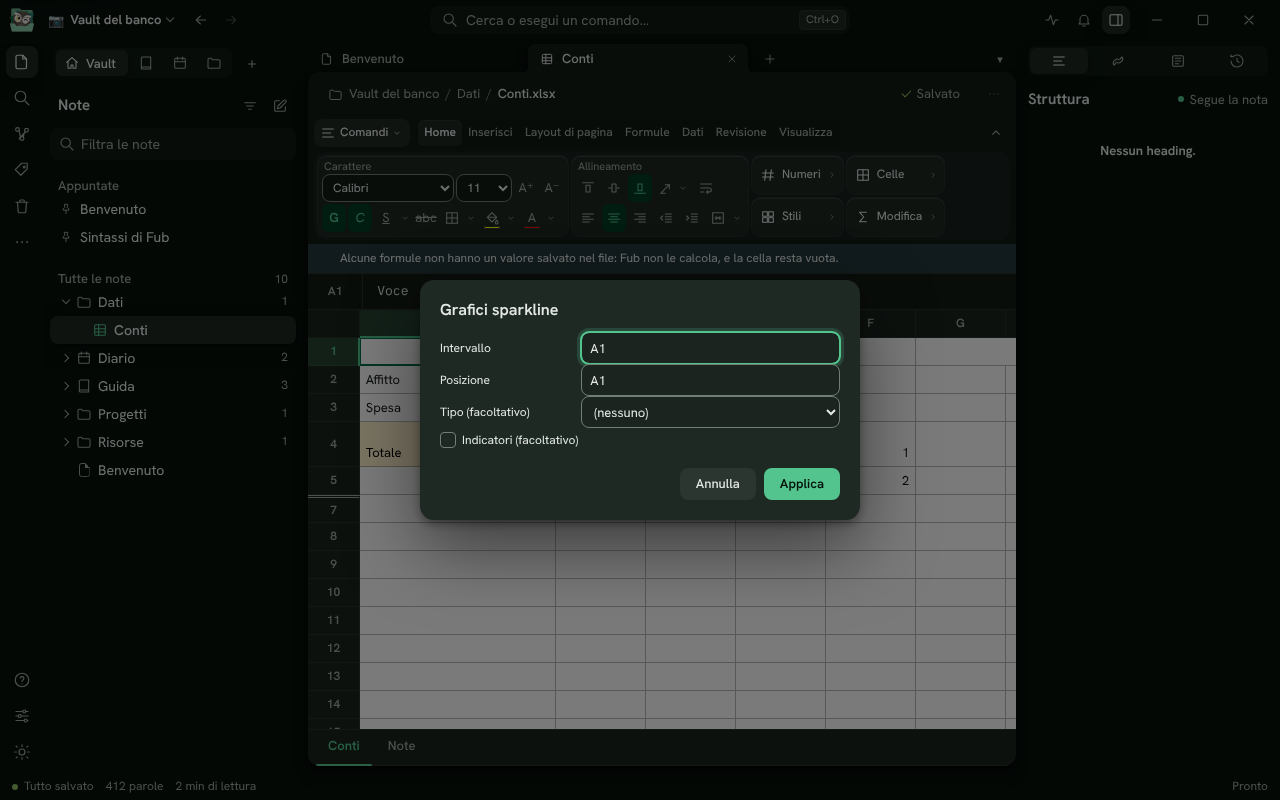 Vault del banco
Cerca o esegui un comando...
Ctrl+O
Vault
Benvenuto
Conti
Note
Filtra le note
Appuntate
Benvenuto
Sintassi di Fub
Tutte le note 10
Dati 1
Conti
Diario 2
Guida 3
Progetti 1
Risorse 1
Benvenuto
Vault del banco / Dati / Conti.xlsx
Salvato
Comandi
Home Inserisci Layout di pagina Formule Dati Revisione Visualizza
Carattere
Calibri 11 A⁺ A⁻
G C S abc A
Allineamento
Numeri
Celle
Stili
Modifica
Alcune formule non hanno un valore salvato nel file: Fub non le calcola, e la cella resta vuota.
A1 Voce
F G
1
2 Affitto
3 Spesa
4 Totale 1
5 2
7
8
9
10
11
12
13
14
Grafici sparkline
Intervallo A1
Posizione A1
Tipo (facoltativo) (nessuno)
Indicatori (facoltativo)
Annulla Applica
Conti Note
Struttura
Segue la nota
Nessun heading.
Tutto salvato 412 parole 2 min di lettura
Pronto